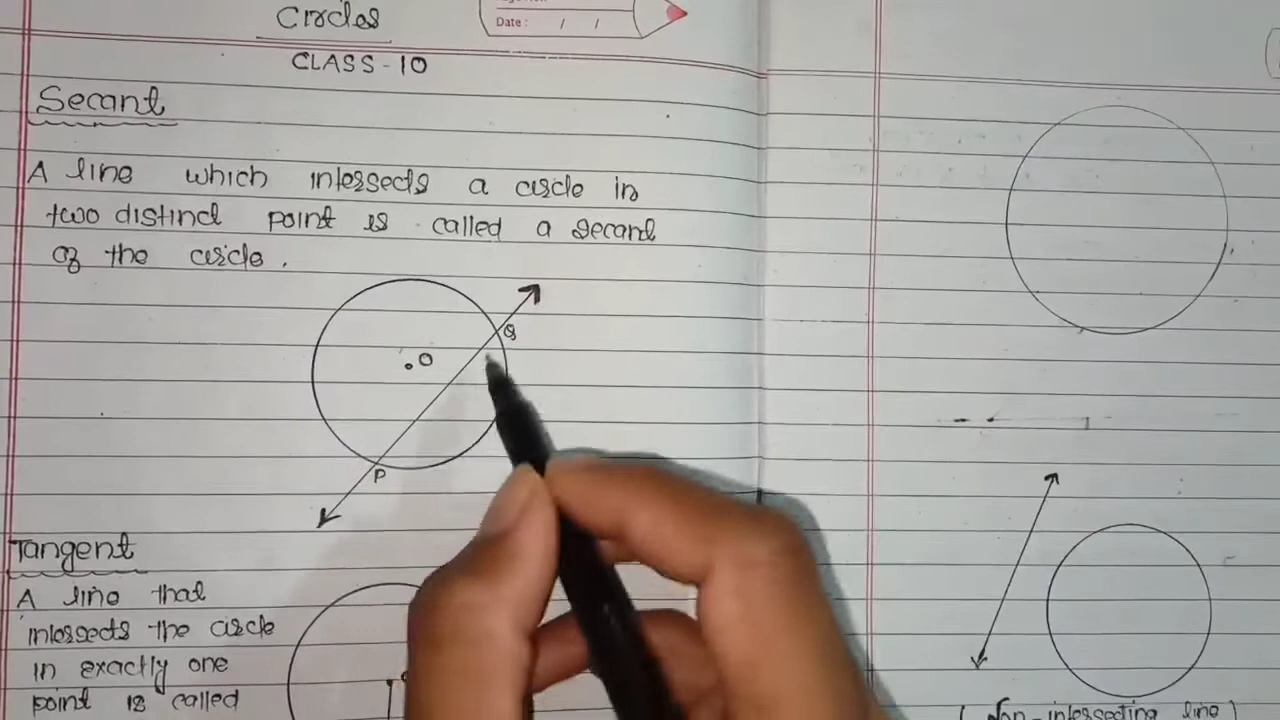 Circles
Date : / /
CLASS - 10
Secant
A line which intersects a circle in
two distinct point is called a secant
of the circle .
Q
O
P
Tangent
A line that
intersects the circle
in exactly one
point is called
( Non-intersecting line )